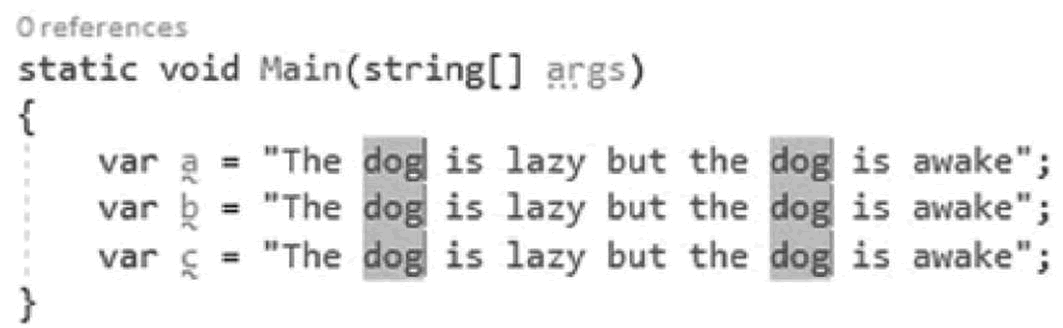 0 references
static void Main(string[] args)
{
var a = "The dog is lazy but the dog is awake";
var b = "The dog is lazy but the dog is awake";
var c = "The dog is lazy but the dog is awake";
}